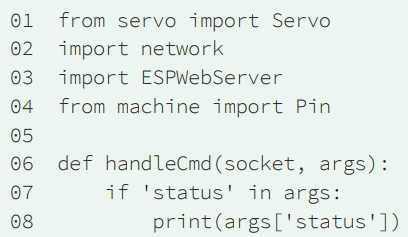 01 from servo import Servo
02 import network
03 import ESPWebServer
04 from machine import Pin
05
06 def handleCmd(socket, args):
07     if 'status' in args:
08         print(args['status'])